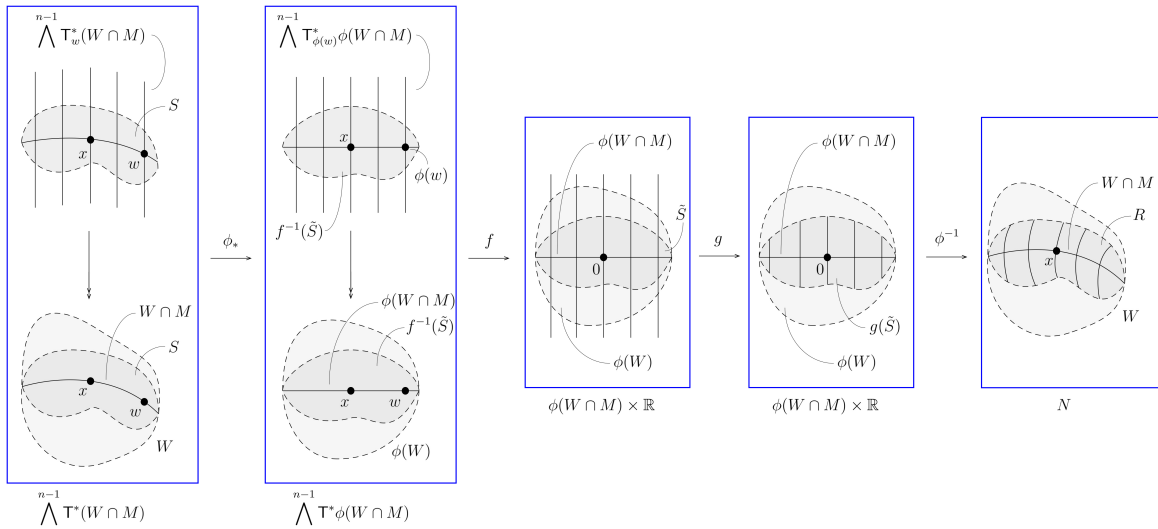 n−1
⋀ T*_w(W ∩ M)
S
x
w
W ∩ M
S
x
w
W
n−1
⋀ T*(W ∩ M)
ϕ_*
n−1
⋀ T*_{ϕ(w)}ϕ(W ∩ M)
x
ϕ(w)
f^{−1}(S̃)
ϕ(W ∩ M)
f^{−1}(S̃)
x
w
ϕ(W)
n−1
⋀ T*ϕ(W ∩ M)
f
ϕ(W ∩ M)
S̃
0
ϕ(W)
ϕ(W ∩ M) × ℝ
g
ϕ(W ∩ M)
0
g(S̃)
ϕ(W)
ϕ(W ∩ M) × ℝ
ϕ^{−1}
W ∩ M
R
x
W
N